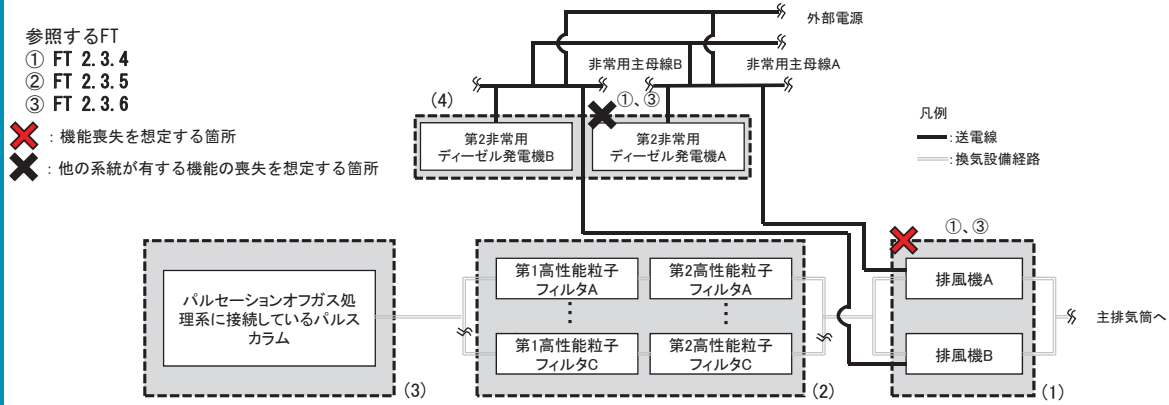 参照するFT
① FT 2.3.4
② FT 2.3.5
③ FT 2.3.6
：機能喪失を想定する箇所
：他の系統が有する機能の喪失を想定する箇所
外部電源
非常用主母線B
非常用主母線A
(4)
①、③
第2非常用
ディーゼル発電機B
第2非常用
ディーゼル発電機A
凡例
:送電線
:換気設備経路
①、③
パルセーションオフガス処
理系に接続しているパルス
カラム
(3)
第1高性能粒子
フィルタA
第2高性能粒子
フィルタA
第1高性能粒子
フィルタC
第2高性能粒子
フィルタC
(2)
排風機A
排風機B
(1)
主排気筒へ